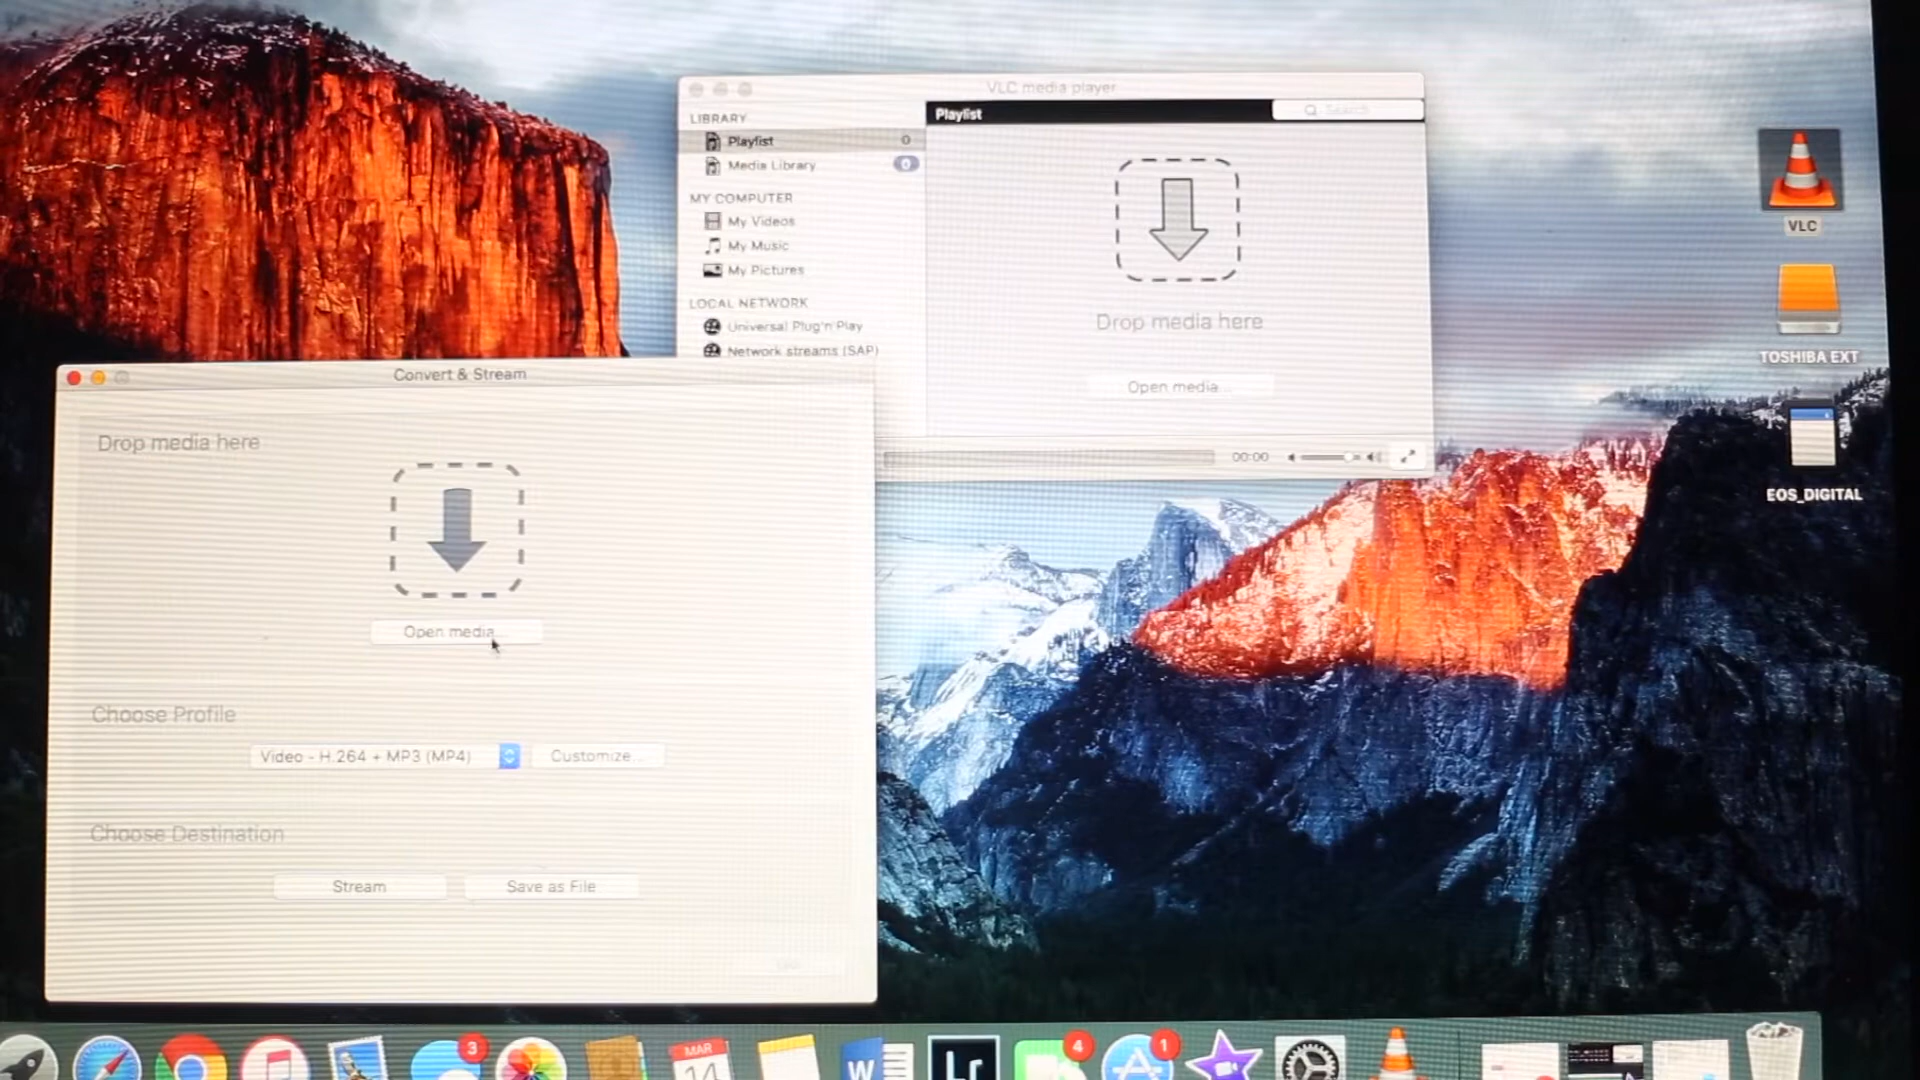 VLC media player
LIBRARY
Playlist
Search
Playlist 0
Media Library 0
MY COMPUTER
My Videos
My Music
My Pictures
LOCAL NETWORK
Universal Plug'n'Play
Network streams (SAP)
Drop media here
Open media...
00:00
VLC
TOSHIBA EXT
EOS_DIGITAL
Convert & Stream
Drop media here
Open media...
Choose Profile
Video - H.264 + MP3 (MP4)
Customize...
Choose Destination
Stream
Save as File
3
MAR
14
W
Lr
4
1